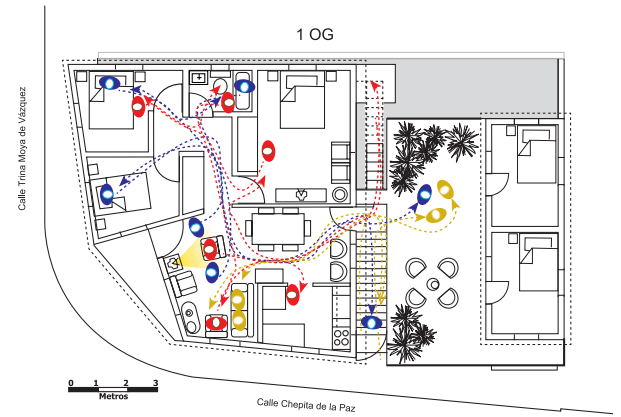 1 OG
Calle Trina Moya de Vázquez
0 1 2 3
Metros
Calle Chepita de la Paz